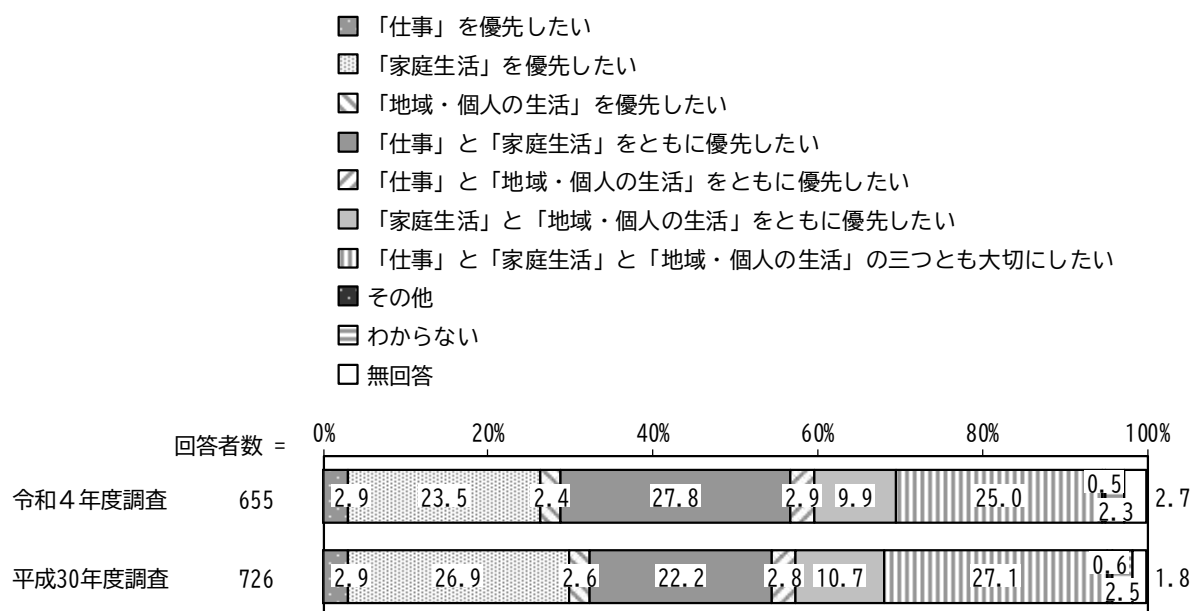 「仕事」を優先したい
「家庭生活」を優先したい
「地域・個人の生活」を優先したい
「仕事」と「家庭生活」をともに優先したい
「仕事」と「地域・個人の生活」をともに優先したい
「家庭生活」と「地域・個人の生活」をともに優先したい
「仕事」と「家庭生活」と「地域・個人の生活」の三つとも大切にしたい
その他
わからない
無回答
回答者数 = 0% 20% 40% 60% 80% 100%
令和４年度調査 655 2.9 23.5 2.4 27.8 2.9 9.9 25.0 0.5 2.3 2.7
平成30年度調査 726 2.9 26.9 2.6 22.2 2.8 10.7 27.1 0.6 2.5 1.8